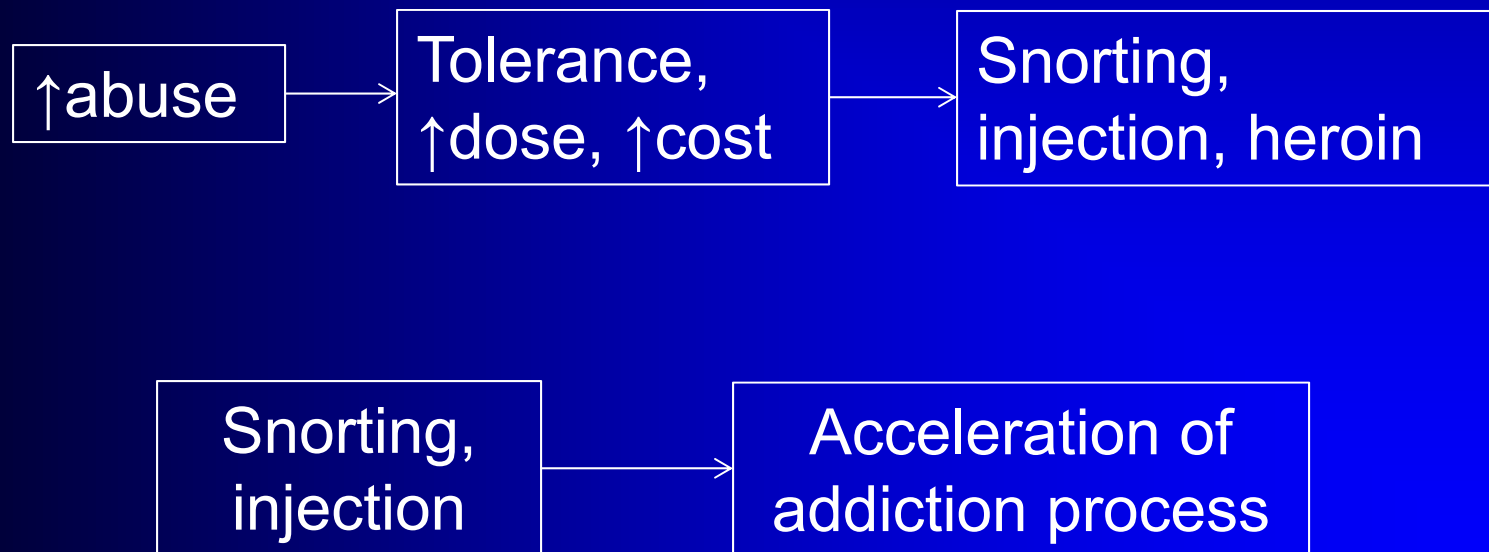 ↑abuse
Tolerance,
↑dose, ↑cost
Snorting,
injection, heroin
Snorting,
injection
Acceleration of
addiction process